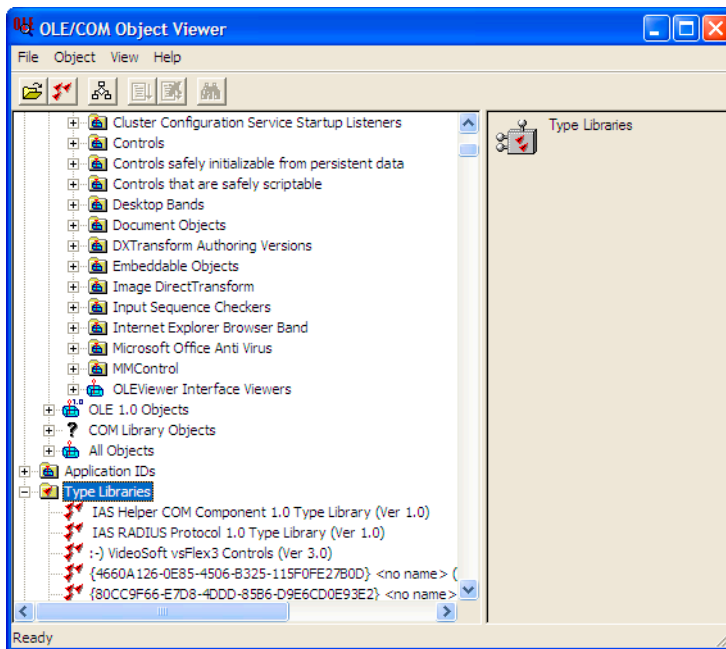 OLE/COM Object Viewer
File Object View Help
Cluster Configuration Service Startup Listeners
Controls
Controls safely initializable from persistent data
Controls that are safely scriptable
Desktop Bands
Document Objects
DXTransform Authoring Versions
Embeddable Objects
Image DirectTransform
Input Sequence Checkers
Internet Explorer Browser Band
Microsoft Office Anti Virus
MMControl
OLEViewer Interface Viewers
OLE 1.0 Objects
COM Library Objects
All Objects
Application IDs
Type Libraries
IAS Helper COM Component 1.0 Type Library (Ver 1.0)
IAS RADIUS Protocol 1.0 Type Library (Ver 1.0)
:-) VideoSoft vsFlex3 Controls (Ver 3.0)
{4660A126-0E85-4506-B325-115F0FE27B0D} <no name> (
{80CC9F66-E7D8-4DDD-85B6-D9E6CD0E93E2} <no name>
Type Libraries
Ready